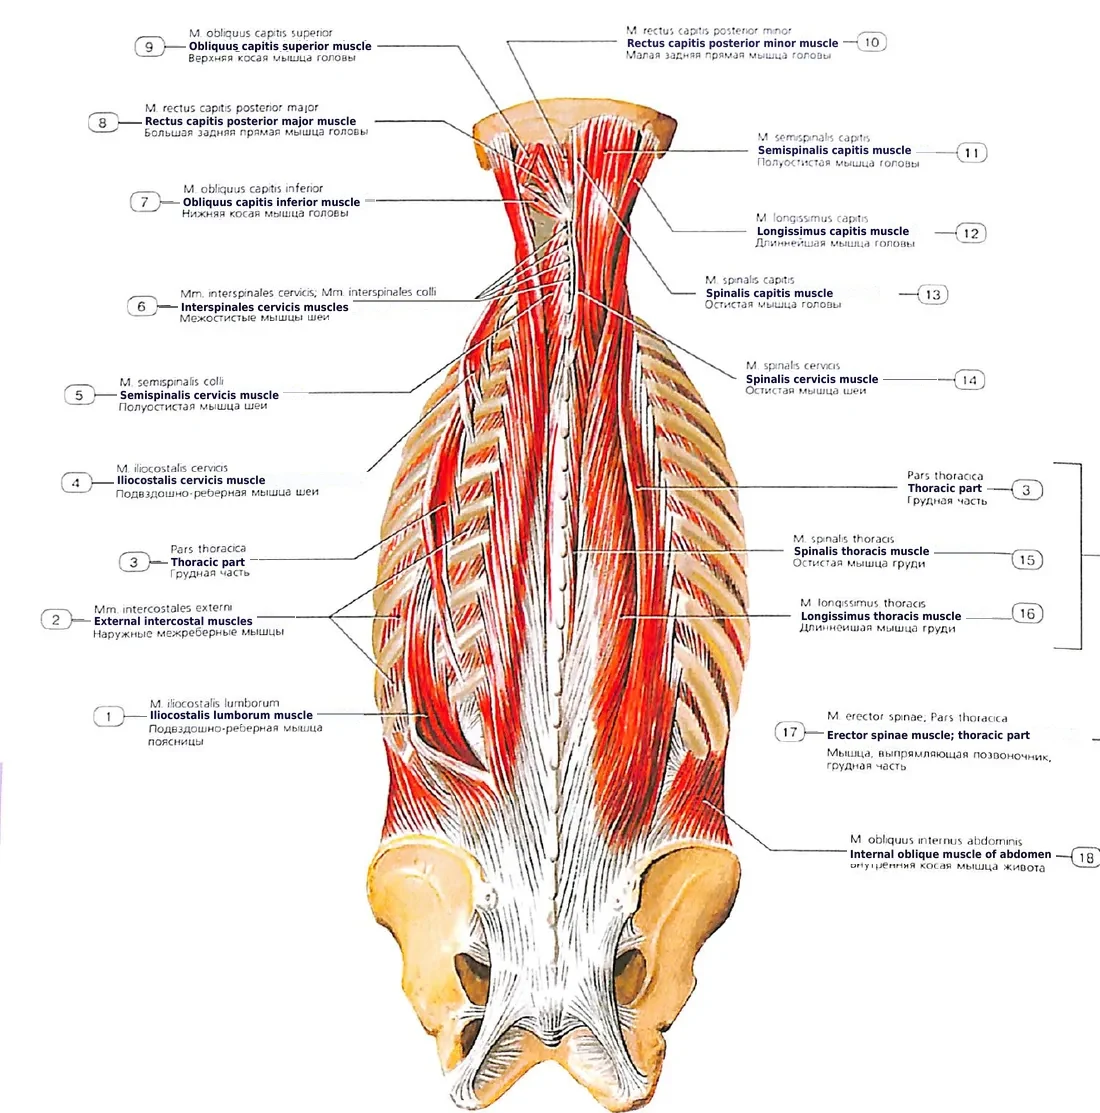 9
M. obliquus capitis superior
Obliquus capitis superior muscle
Верхняя косая мышца головы
8
M. rectus capitis posterior major
Rectus capitis posterior major muscle
Большая задняя прямая мышца головы
7
M. obliquus capitis inferior
Obliquus capitis inferior muscle
Нижняя косая мышца головы
6
Mm. interspinales cervicis; Mm. interspinales colli
Interspinales cervicis muscles
Межостистые мышцы шеи
5
M. semispinalis colli
Semispinalis cervicis muscle
Полуостистая мышца шеи
4
M. iliocostalis cervicis
Iliocostalis cervicis muscle
Подвздошно-реберная мышца шеи
3
Pars thoracica
Thoracic part
Грудная часть
2
Mm. intercostales externi
External intercostal muscles
Наружные межреберные мышцы
1
M. iliocostalis lumborum
Iliocostalis lumborum muscle
Подвздошно-реберная мышца
поясницы
M. rectus capitis posterior minor
Rectus capitis posterior minor muscle
Малая задняя прямая мышца головы
10
M. semispinalis capitis
Semispinalis capitis muscle
Полуостистая мышца головы
11
M. longissimus capitis
Longissimus capitis muscle
Длиннейшая мышца головы
12
M. spinalis capitis
Spinalis capitis muscle
Остистая мышца головы
13
M. spinalis cervicis
Spinalis cervicis muscle
Остистая мышца шеи
14
Pars thoracica
Thoracic part
Грудная часть
3
M. spinalis thoracis
Spinalis thoracis muscle
Остистая мышца груди
15
M. longissimus thoracis
Longissimus thoracis muscle
Длиннейшая мышца груди
16
17
M. erector spinae; Pars thoracica
Erector spinae muscle; thoracic part
Мышца, выпрямляющая позвоночник,
грудная часть
M. obliquus internus abdominis
Internal oblique muscle of abdomen
Внутренняя косая мышца живота
18